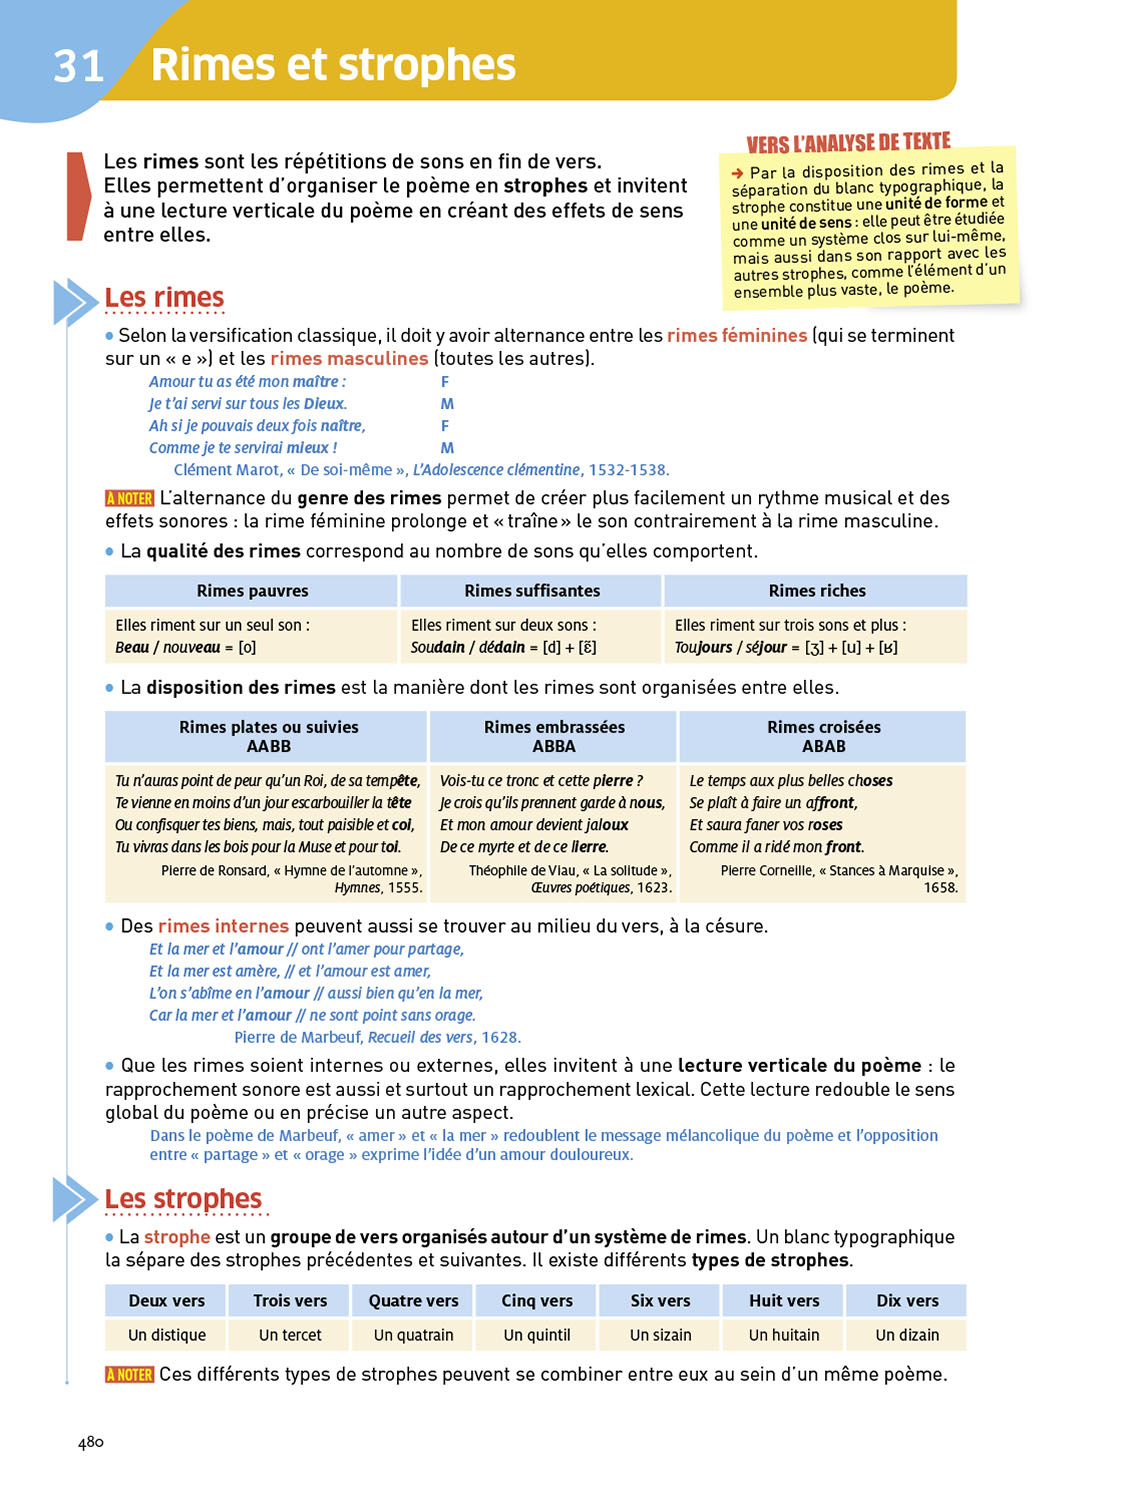 31 Rimes et strophes
Les rimes sont les répétitions de sons en fin de vers.
Elles permettent d’organiser le poème en strophes et invitent
à une lecture verticale du poème en créant des effets de sens
entre elles.
VERS L’ANALYSE DE TEXTE
➔ Par la disposition des rimes et la
séparation du blanc typographique, la
strophe constitue une unité de forme et
une unité de sens : elle peut être étudiée
comme un système clos sur lui-même,
mais aussi dans son rapport avec les
autres strophes, comme l’élément d’un
ensemble plus vaste, le poème.
Les rimes
• Selon la versification classique, il doit y avoir alternance entre les rimes féminines (qui se terminent
sur un « e ») et les rimes masculines (toutes les autres).
Amour tu as été mon maître : F
Je t’ai servi sur tous les Dieux. M
Ah si je pouvais deux fois naître, F
Comme je te servirai mieux ! M
Clément Marot, « De soi-même », L’Adolescence clémentine, 1532-1538.
À NOTER L’alternance du genre des rimes permet de créer plus facilement un rythme musical et des
effets sonores : la rime féminine prolonge et « traîne » le son contrairement à la rime masculine.
• La qualité des rimes correspond au nombre de sons qu’elles comportent.
Rimes pauvres Rimes suffisantes Rimes riches
Elles riment sur un seul son : Elles riment sur deux sons : Elles riment sur trois sons et plus :
Beau / nouveau = [o] Soudain / dédain = [d] + [ɛ̃] Toujours / séjour = [ʒ] + [u] + [ʁ]
• La disposition des rimes est la manière dont les rimes sont organisées entre elles.
Rimes plates ou suivies Rimes embrassées Rimes croisées
AABB ABBA ABAB
Tu n’auras point de peur qu’un Roi, de sa tempête,
Te vienne en moins d’un jour escarbouiller la tête
Ou confisquer tes biens, mais, tout paisible et coi,
Tu vivras dans les bois pour la Muse et pour toi.
Pierre de Ronsard, « Hymne de l’automne »,
Hymnes, 1555.
Vois-tu ce tronc et cette pierre ?
Je crois qu’ils prennent garde à nous,
Et mon amour devient jaloux
De ce myrte et de ce lierre.
Théophile de Viau, « La solitude »,
Œuvres poétiques, 1623.
Le temps aux plus belles choses
Se plaît à faire un affront,
Et saura faner vos roses
Comme il a ridé mon front.
Pierre Corneille, « Stances à Marquise »,
1658.
• Des rimes internes peuvent aussi se trouver au milieu du vers, à la césure.
Et la mer et l’amour // ont l’amer pour partage,
Et la mer est amère, // et l’amour est amer,
L’on s’abîme en l’amour // aussi bien qu’en la mer,
Car la mer et l’amour // ne sont point sans orage.
Pierre de Marbeuf, Recueil des vers, 1628.
• Que les rimes soient internes ou externes, elles invitent à une lecture verticale du poème : le
rapprochement sonore est aussi et surtout un rapprochement lexical. Cette lecture redouble le sens
global du poème ou en précise un autre aspect.
Dans le poème de Marbeuf, « amer » et « la mer » redoublent le message mélancolique du poème et l’opposition
entre « partage » et « orage » exprime l’idée d’un amour douloureux.
Les strophes
• La strophe est un groupe de vers organisés autour d’un système de rimes. Un blanc typographique
la sépare des strophes précédentes et suivantes. Il existe différents types de strophes.
Deux vers Trois vers Quatre vers Cinq vers Six vers Huit vers Dix vers
Un distique Un tercet Un quatrain Un quintil Un sizain Un huitain Un dizain
À NOTER Ces différents types de strophes peuvent se combiner entre eux au sein d’un même poème.
480